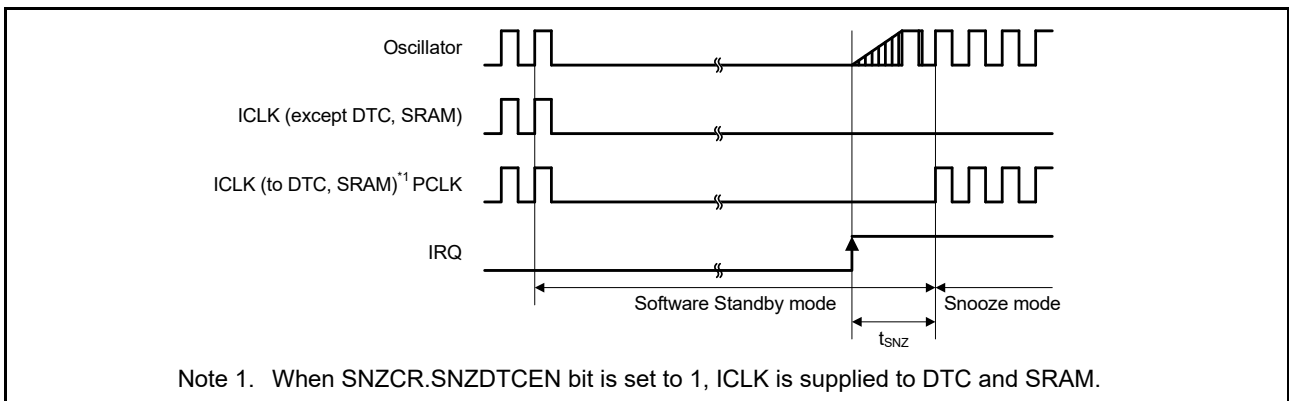 Oscillator
ICLK (except DTC, SRAM)
ICLK (to DTC, SRAM)*1 PCLK
IRQ
Software Standby mode
Snooze mode
tSNZ
Note 1. When SNZCR.SNZDTCEN bit is set to 1, ICLK is supplied to DTC and SRAM.